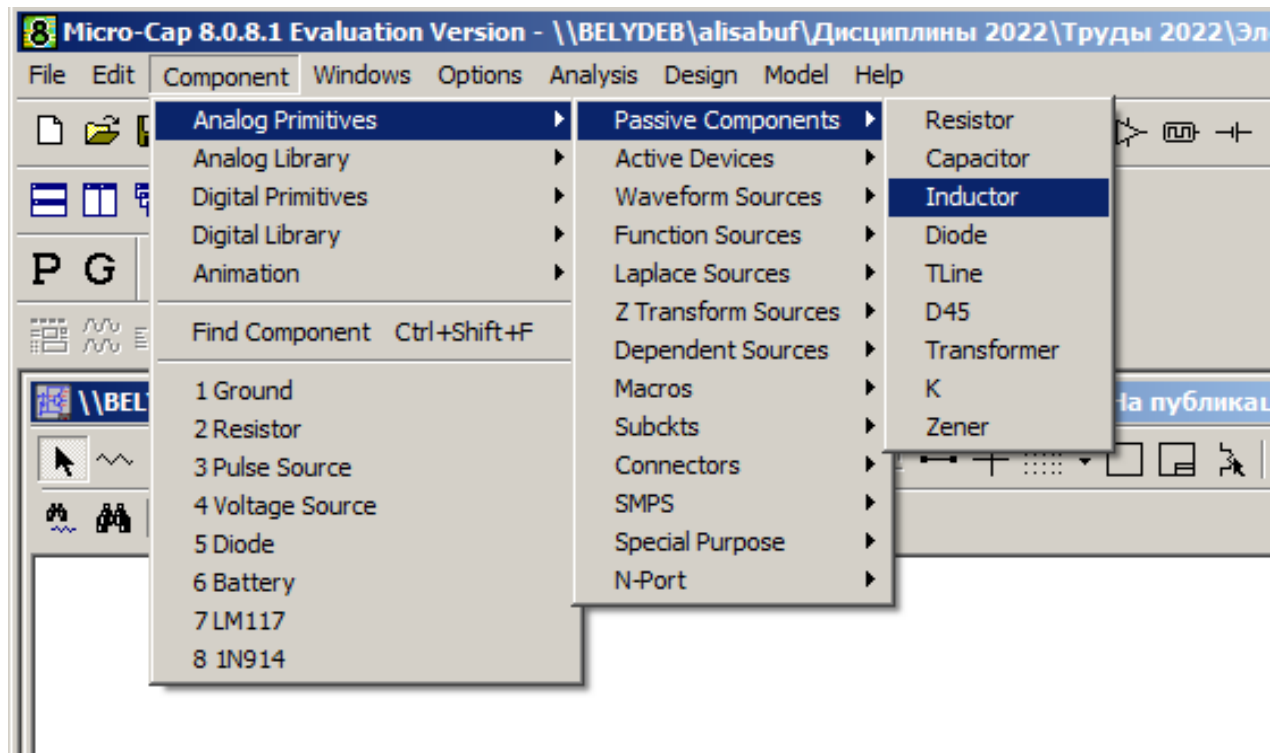 Micro-Cap 8.0.8.1 Evaluation Version - \\BELYDEB\alisabuf\Дисциплины 2022\Труды 2022\Эл
File Edit Component Windows Options Analysis Design Model Help
Analog Primitives
Analog Library
Digital Primitives
Digital Library
Animation
Find Component Ctrl+Shift+F
1 Ground
2 Resistor
3 Pulse Source
4 Voltage Source
5 Diode
6 Battery
7 LM117
8 1N914
Passive Components
Active Devices
Waveform Sources
Function Sources
Laplace Sources
Z Transform Sources
Dependent Sources
Macros
Subckts
Connectors
SMPS
Special Purpose
N-Port
Resistor
Capacitor
Inductor
Diode
TLine
D45
Transformer
K
Zener
P G
\\BEL
На публикац